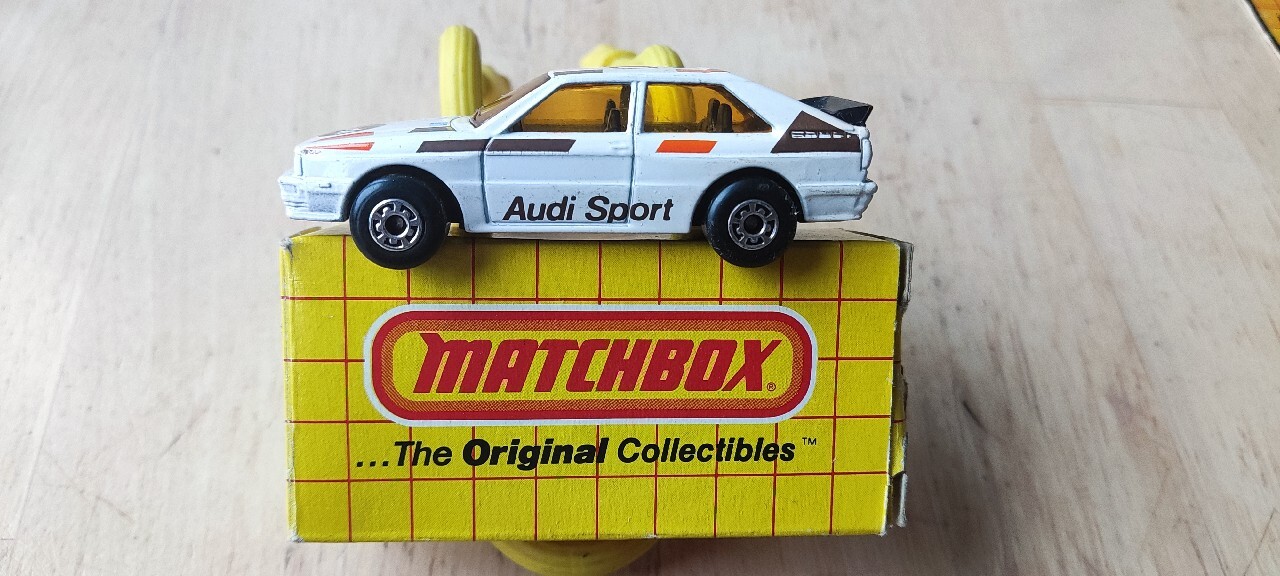 Audi Sport
MATCHBOX®
...The Original Collectibles™